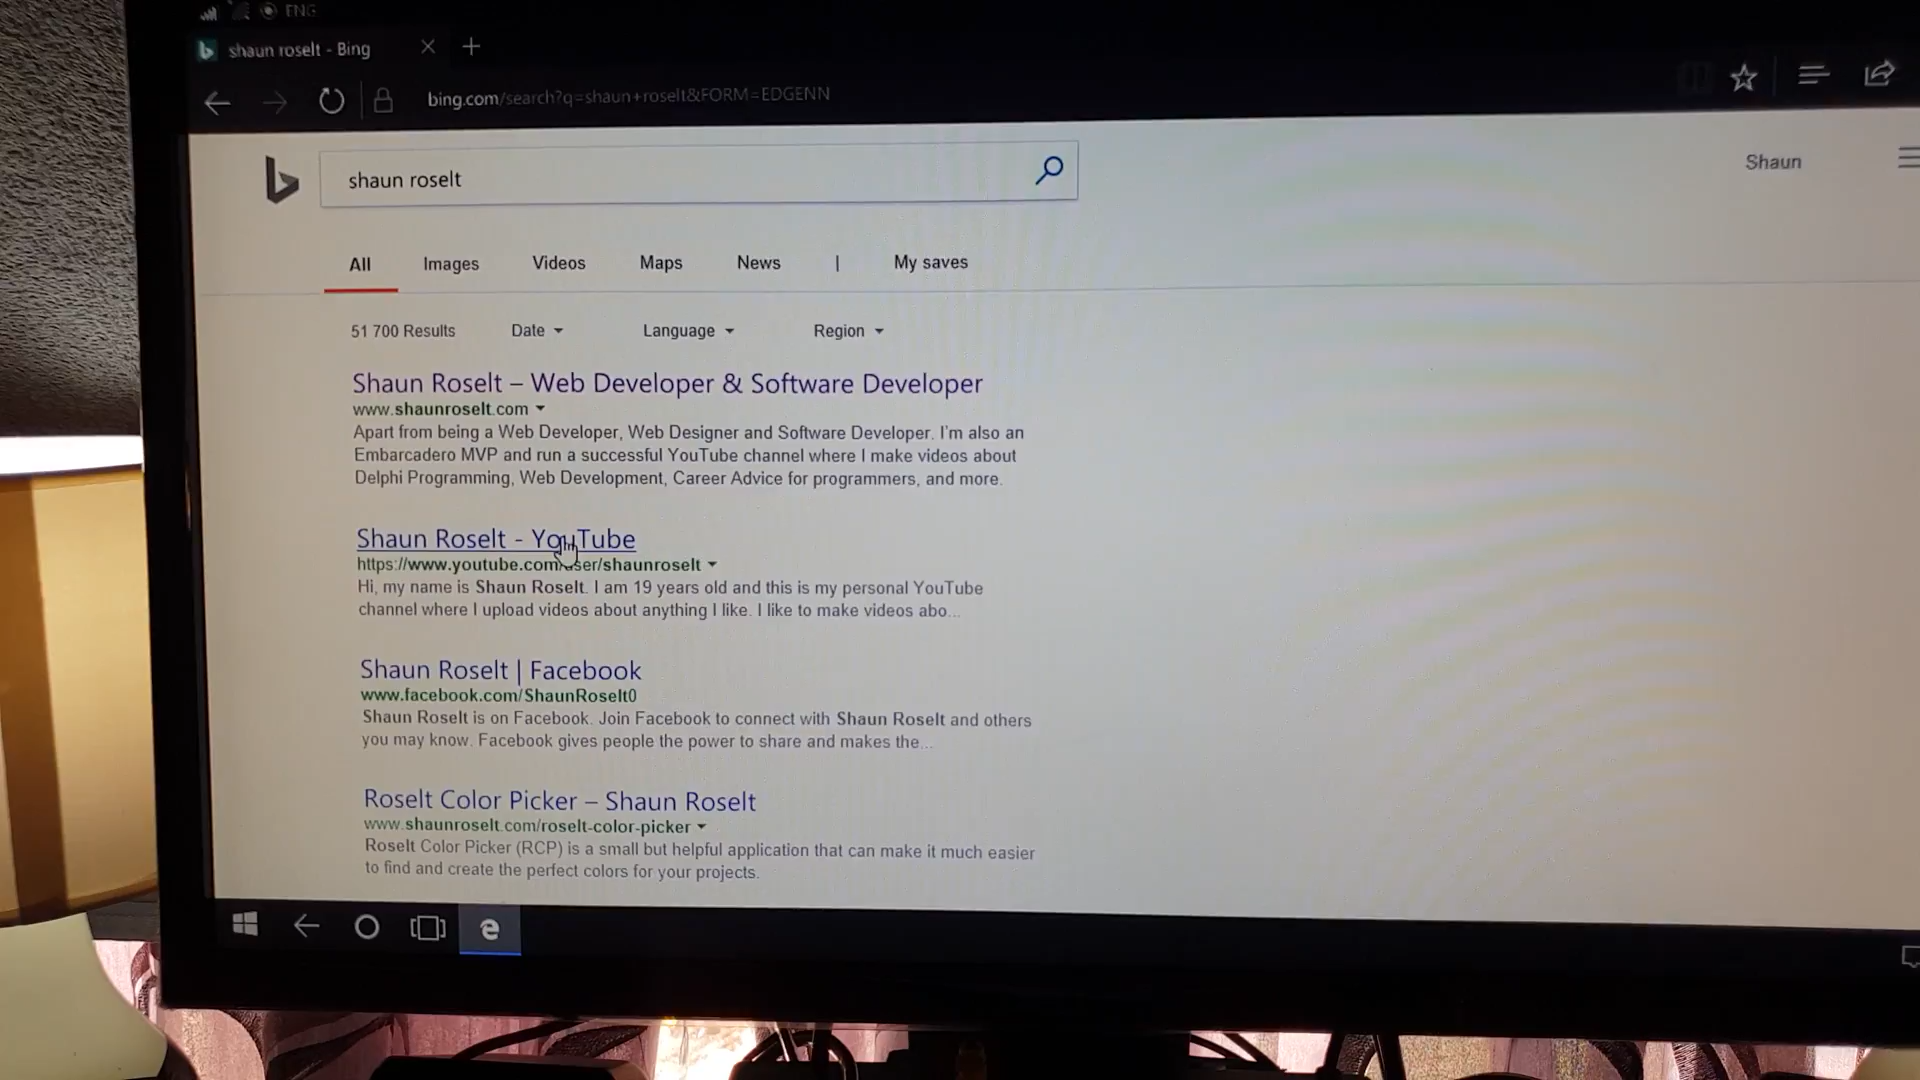 ENG
shaun roselt - Bing
bing.com/search?q=shaun+roselt&FORM=EDGENN
shaun roselt
Shaun
All Images Videos Maps News | My saves
51 700 Results Date Language Region
Shaun Roselt – Web Developer & Software Developer
www.shaunroselt.com
Apart from being a Web Developer, Web Designer and Software Developer. I'm also an
Embarcadero MVP and run a successful YouTube channel where I make videos about
Delphi Programming, Web Development, Career Advice for programmers, and more.
Shaun Roselt - YouTube
https://www.youtube.com/user/shaunroselt
Hi, my name is Shaun Roselt. I am 19 years old and this is my personal YouTube
channel where I upload videos about anything I like. I like to make videos abo...
Shaun Roselt | Facebook
www.facebook.com/ShaunRoselt0
Shaun Roselt is on Facebook. Join Facebook to connect with Shaun Roselt and others
you may know. Facebook gives people the power to share and makes the...
Roselt Color Picker – Shaun Roselt
www.shaunroselt.com/roselt-color-picker
Roselt Color Picker (RCP) is a small but helpful application that can make it much easier
to find and create the perfect colors for your projects.